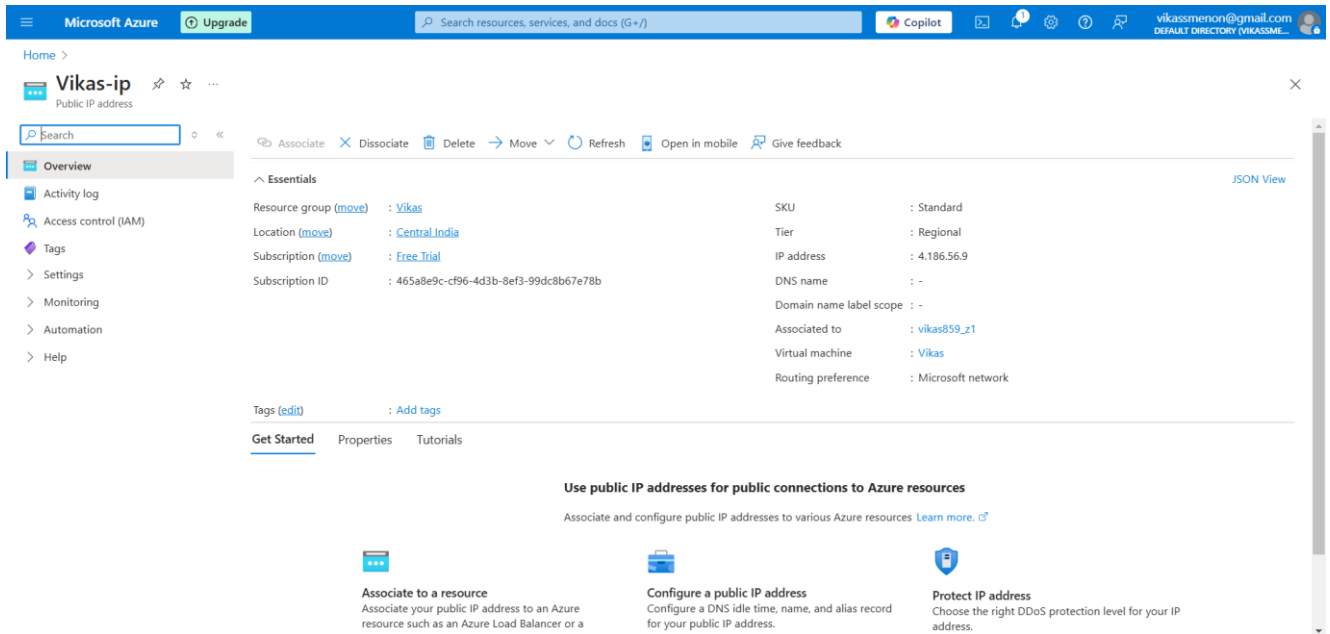 Microsoft Azure
Upgrade
Search resources, services, and docs (G+/)
Copilot
1
vikassmenon@gmail.com
DEFAULT DIRECTORY (VIKASSME...
Home >
Vikas-ip
Public IP address
Search
Overview
Activity log
Access control (IAM)
Tags
Settings
Monitoring
Automation
Help
Associate Dissociate Delete Move Refresh Open in mobile Give feedback
Essentials
JSON View
Resource group (move) : Vikas
Location (move) : Central India
Subscription (move) : Free Trial
Subscription ID : 465a8e9c-cf96-4d3b-8ef3-99dc8b67e78b
SKU : Standard
Tier : Regional
IP address : 4.186.56.9
DNS name : -
Domain name label scope : -
Associated to : vikas859_z1
Virtual machine : Vikas
Routing preference : Microsoft network
Tags (edit) : Add tags
Get Started Properties Tutorials
Use public IP addresses for public connections to Azure resources
Associate and configure public IP addresses to various Azure resources Learn more.
Associate to a resource
Associate your public IP address to an Azure
resource such as an Azure Load Balancer or a
Configure a public IP address
Configure a DNS idle time, name, and alias record
for your public IP address.
Protect IP address
Choose the right DDoS protection level for your IP
address.